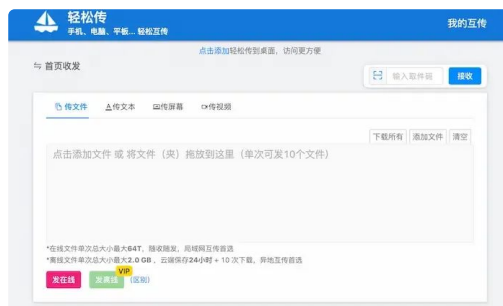 轻松传
手机、电脑、平板... 轻松互传
我的互传
点击添加轻松传到桌面，访问更方便
首页收发
输入取件码
接收
传文件
传文本
传屏幕
传视频
下载所有
添加文件
清空
点击添加文件 或 将文件（夹）拖放到这里（单次可发10个文件）
*在线文件单次总大小最大64T，随收随发，局域网互传首选
*离线文件单次总大小最大2.0 GB，云端保存24小时 + 10 次下载，异地互传首选
VIP
发在线
发离线
(区别)